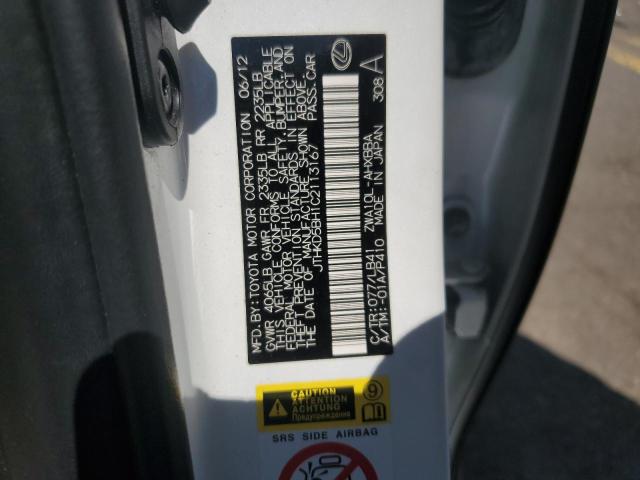 MFD.BY:TOYOTA MOTOR CORPORATION 06/12
GVWR 4065LB GAWR FR 2335LB RR 2235LB
THIS VEHICLE CONFORMS TO ALL APPLICABLE
FEDERAL MOTOR VEHICLE SAFETY, BUMPER, AND
THEFT PREVENTION STANDARDS IN EFFECT ON
THE DATE OF MANUFACTURE SHOWN ABOVE.
JTHKD5BH1C2113167 PASS.CAR
C/TR:077/LB41 ZWA10L-AHXBBA
A/TM:-01A/P410 MADE IN JAPAN 308 A
CAUTION
ATTENTION
ACHTUNG
Предупреждение
SRS SIDE AIRBAG